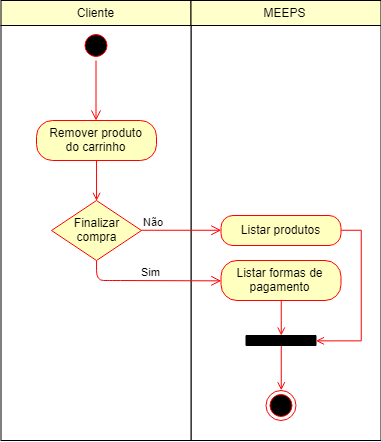 Cliente
MEEPS
Remover produto
do carrinho
Finalizar
compra
Não
Listar produtos
Sim
Listar formas de
pagamento